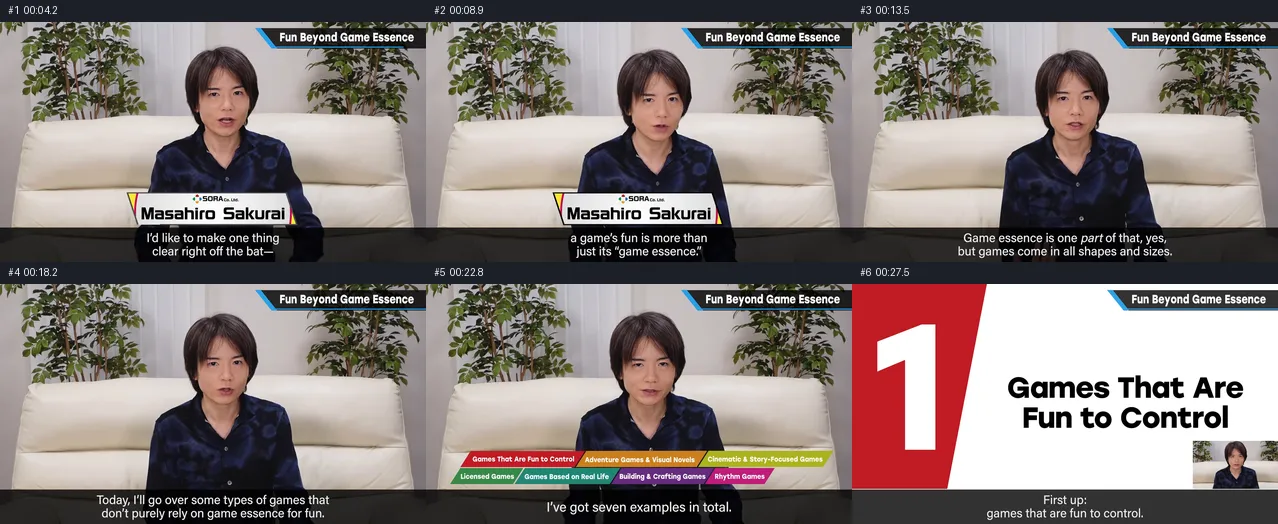 #1 00:04.2
Fun Beyond Game Essence
SORA Co. Ltd.
Masahiro Sakurai
I'd like to make one thing
clear right off the bat—
#2 00:08.9
Fun Beyond Game Essence
SORA Co. Ltd.
Masahiro Sakurai
a game's fun is more than
just its "game essence."
#3 00:13.5
Fun Beyond Game Essence
Game essence is one part of that, yes,
but games come in all shapes and sizes.
#4 00:18.2
Fun Beyond Game Essence
Today, I'll go over some types of games that
don't purely rely on game essence for fun.
#5 00:22.8
Fun Beyond Game Essence
Games That Are Fun to Control Adventure Games & Visual Novels Cinematic & Story-Focused Games
Licensed Games Games Based on Real Life Building & Crafting Games Rhythm Games
I've got seven examples in total.
#6 00:27.5
Fun Beyond Game Essence
1
Games That Are
Fun to Control
First up:
games that are fun to control.